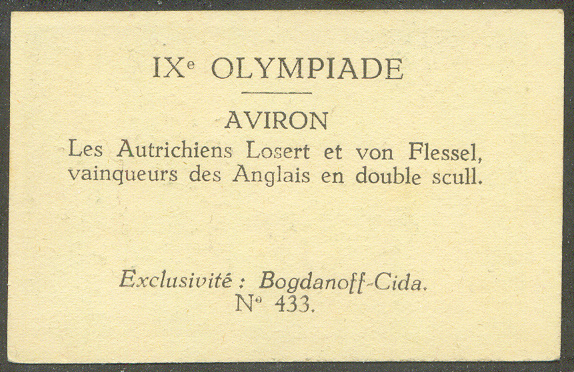 IXᵉ OLYMPIADE
AVIRON
Les Autrichiens Losert et von Flessel,
vainqueurs des Anglais en double scull.
Exclusivité : Bogdanoff-Cida.
Nº 433.